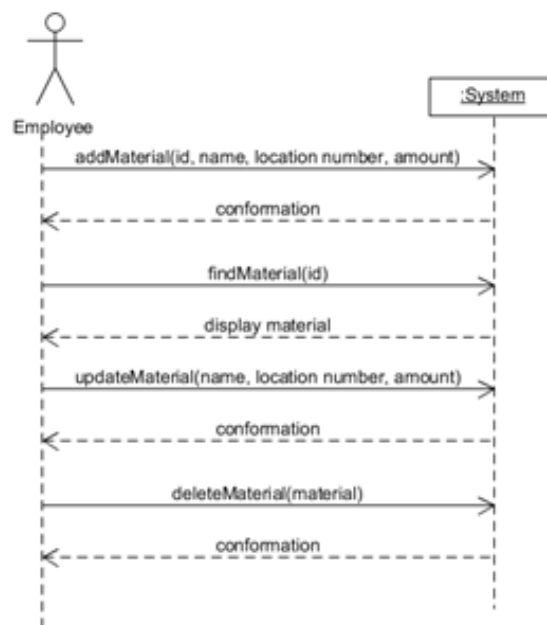 :System
Employee
addMaterial(id, name, location number, amount)
conformation
findMaterial(id)
display material
updateMaterial(name, location number, amount)
conformation
deleteMaterial(material)
conformation